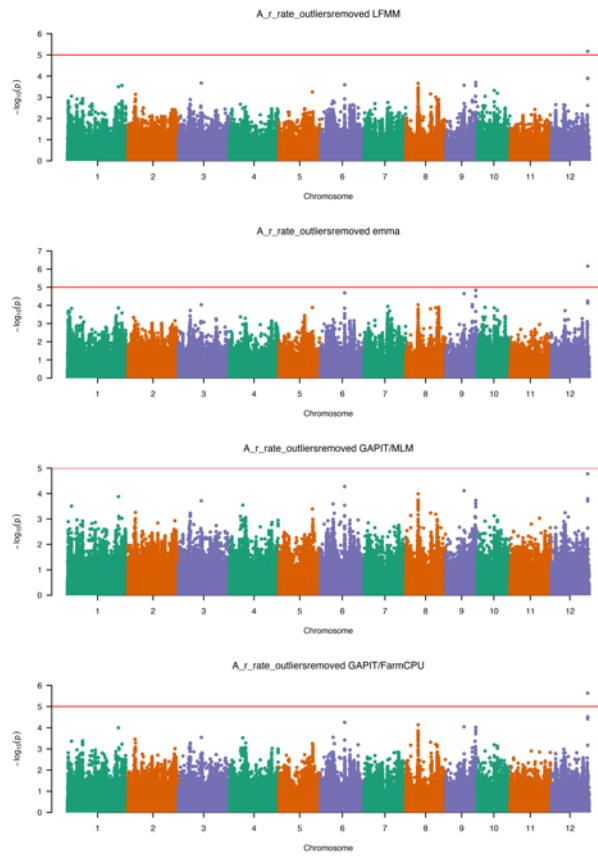 A_r_rate_outliersremoved LFMM
6
5
4
3
2
1
0
−log10(p)
1 2 3 4 5 6 7 8 9 10 11 12
Chromosome
A_r_rate_outliersremoved emma
7
6
5
4
3
2
1
0
−log10(p)
1 2 3 4 5 6 7 8 9 10 11 12
Chromosome
A_r_rate_outliersremoved GAPIT/MLM
5
4
3
2
1
0
−log10(p)
1 2 3 4 5 6 7 8 9 10 11 12
Chromosome
A_r_rate_outliersremoved GAPIT/FarmCPU
6
5
4
3
2
1
0
−log10(p)
1 2 3 4 5 6 7 8 9 10 11 12
Chromosome